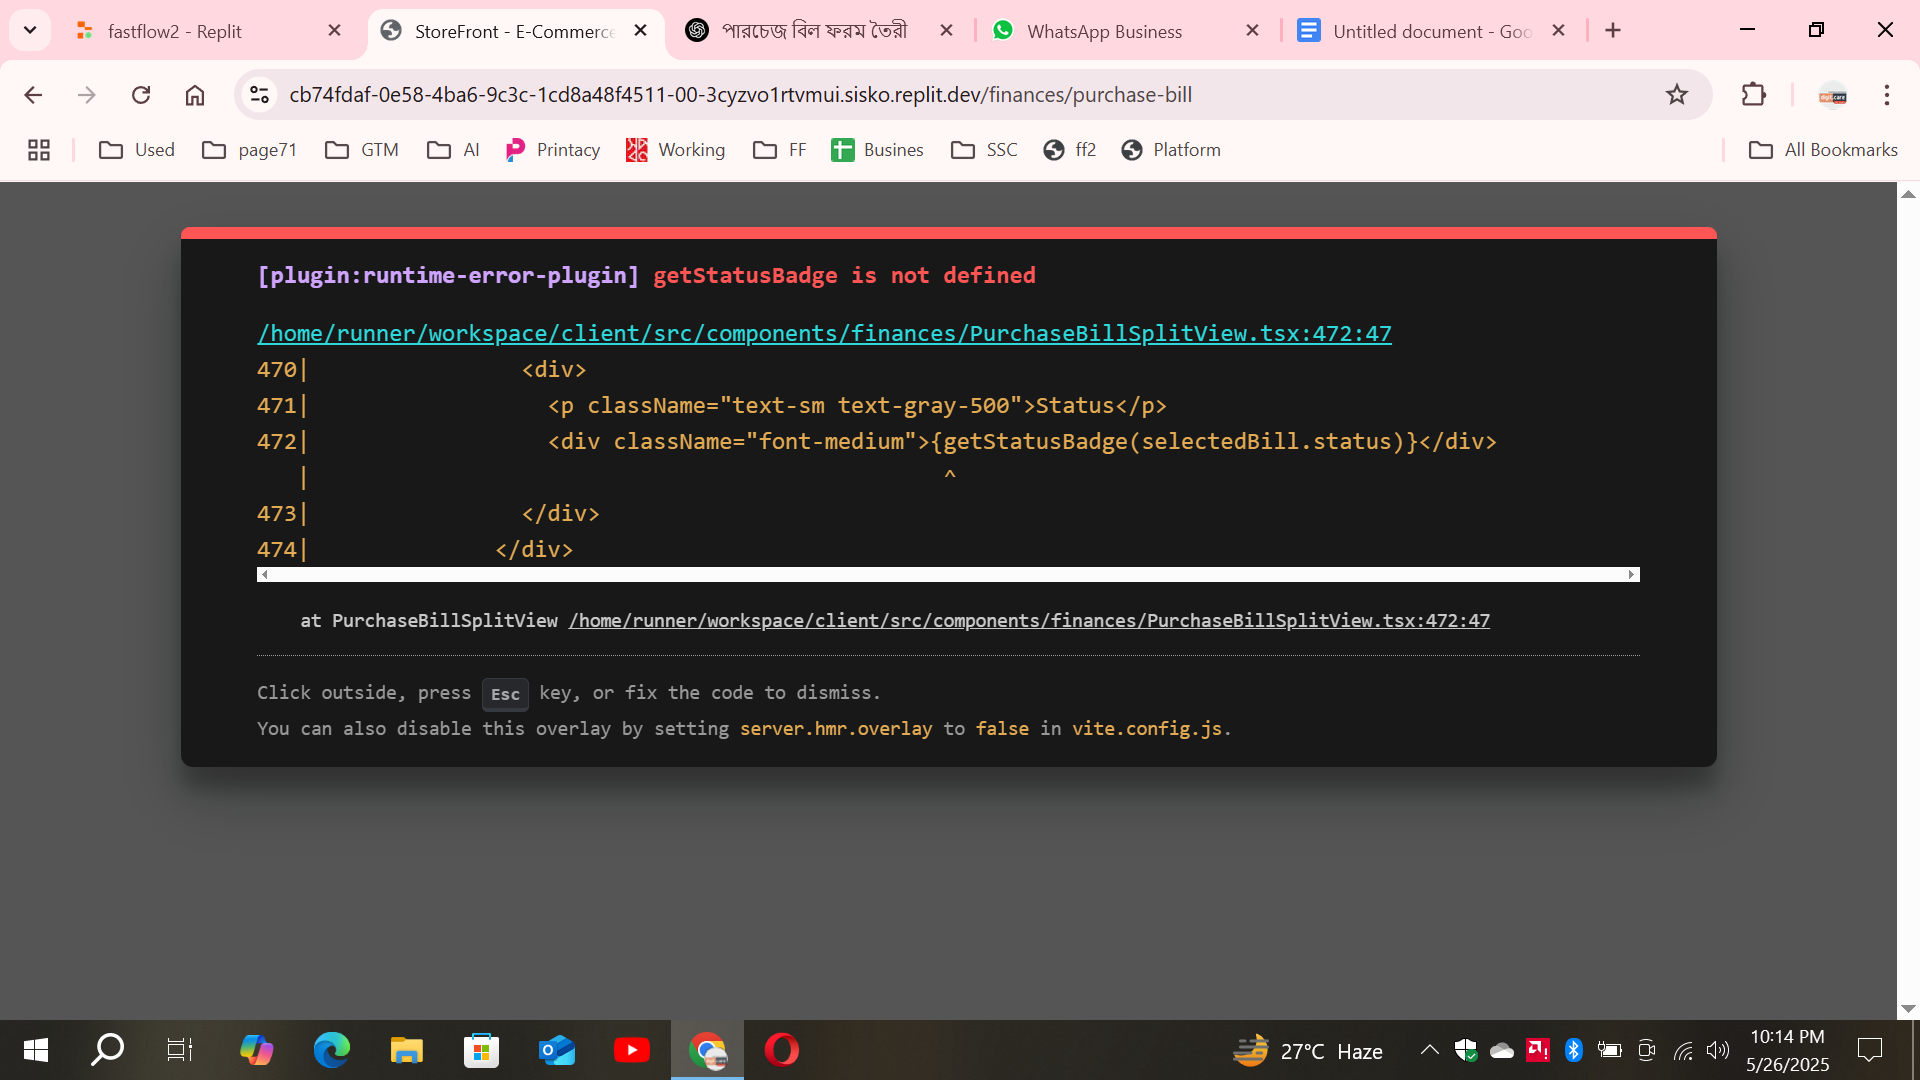 fastflow2 - Replit
StoreFront - E-Commerce
পারচেজ বিল ফরম তৈরী
WhatsApp Business
Untitled document - Goo
cb74fdaf-0e58-4ba6-9c3c-1cd8a48f4511-00-3cyzvo1rtvmui.sisko.replit.dev/finances/purchase-bill
Used
page71
GTM
AI
Printacy
Working
FF
Busines
SSC
ff2
Platform
All Bookmarks
[plugin:runtime-error-plugin] getStatusBadge is not defined
/home/runner/workspace/client/src/components/finances/PurchaseBillSplitView.tsx:472:47
470|                <div>
471|                  <p className="text-sm text-gray-500">Status</p>
472|                  <div className="font-medium">{getStatusBadge(selectedBill.status)}</div>
   |                                                ^
473|                </div>
474|              </div>
at PurchaseBillSplitView /home/runner/workspace/client/src/components/finances/PurchaseBillSplitView.tsx:472:47
Click outside, press Esc key, or fix the code to dismiss.
You can also disable this overlay by setting server.hmr.overlay to false in vite.config.js.
27°C Haze
10:14 PM
5/26/2025